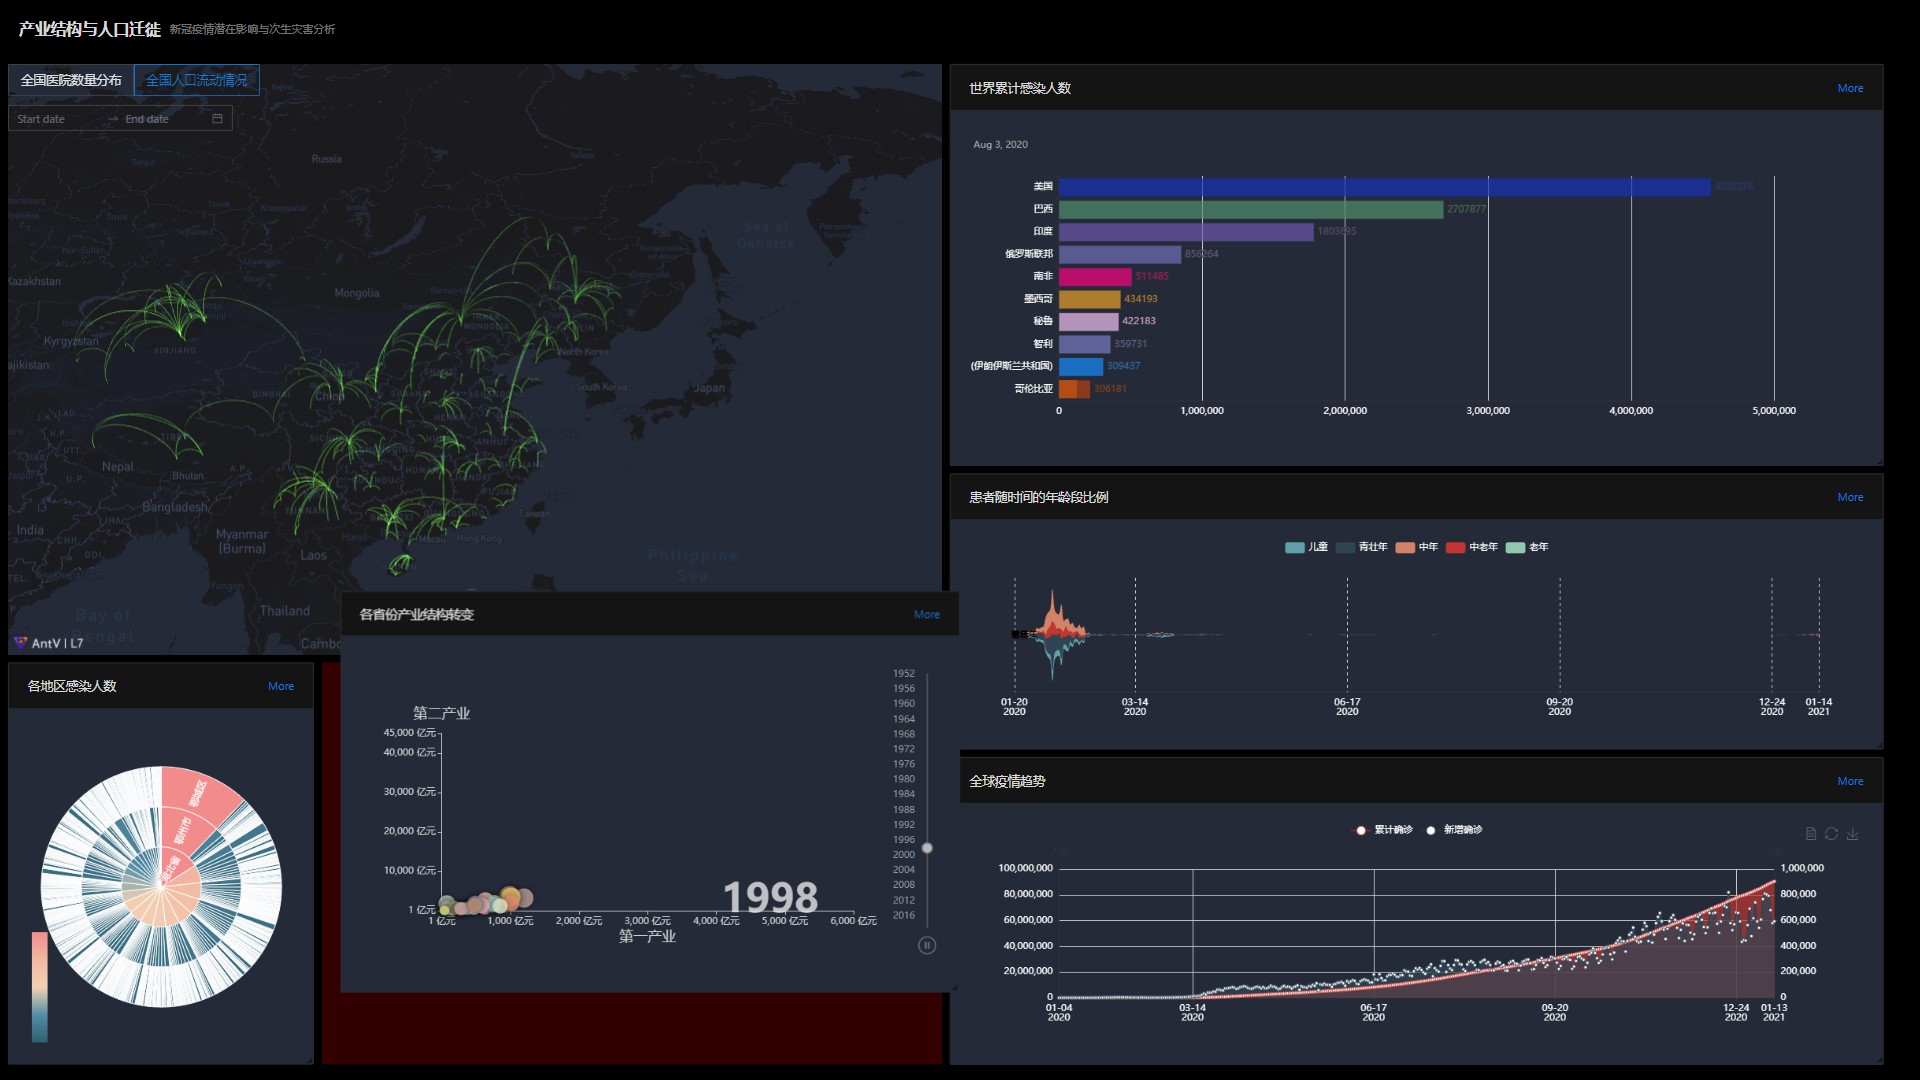 产业结构与人口迁徙 新冠疫情潜在影响与次生灾害分析
全国医院数量分布 全国人口流动情况
Start date → End date
Russia
Kazakhstan
Mongolia
Kyrgyzstan
ajikistan
XINJIANG
Sea of
Okhotsk
North Korea
South Korea
Japan
China
TIBET
Nepal
Bhutan
Bangladesh
India
Myanmar
(Burma)
Laos
YUNNAN
FUJIAN
Taiwan
Macau Hong Kong
Philippine
Sea
Thailand
Bay of
Bengal
Cambo
AntV | L7
各地区感染人数 More
郓城区
湖北省
各省份产业结构转变 More
第二产业
45,000 亿元
40,000 亿元
30,000 亿元
20,000 亿元
10,000 亿元
1 亿元
1 亿元 1,000 亿元 2,000 亿元 3,000 亿元 4,000 亿元 5,000 亿元 6,000 亿元
第一产业
1998
1952
1956
1960
1964
1968
1972
1976
1980
1984
1988
1992
1996
2000
2004
2008
2012
2016
世界累计感染人数 More
Aug 3, 2020
美国
巴西 2707877
印度 1803695
俄罗斯联邦 856264
南非 511485
墨西哥 434193
秘鲁 422183
智利 359731
(伊朗伊斯兰共和国) 309437
哥伦比亚 306181
0 1,000,000 2,000,000 3,000,000 4,000,000 5,000,000
患者随时间的年龄段比例 More
儿童 青壮年 中年 中老年 老年
01-20 03-14 06-17 09-20 12-24 01-14
2020 2020 2020 2020 2020 2021
全球疫情趋势 More
累计确诊 新增确诊
100,000,000 1,000,000
80,000,000 800,000
60,000,000 600,000
40,000,000 400,000
20,000,000 200,000
0 0
01-04 03-14 06-17 09-20 12-24 01-13
2020 2020 2020 2020 2020 2021